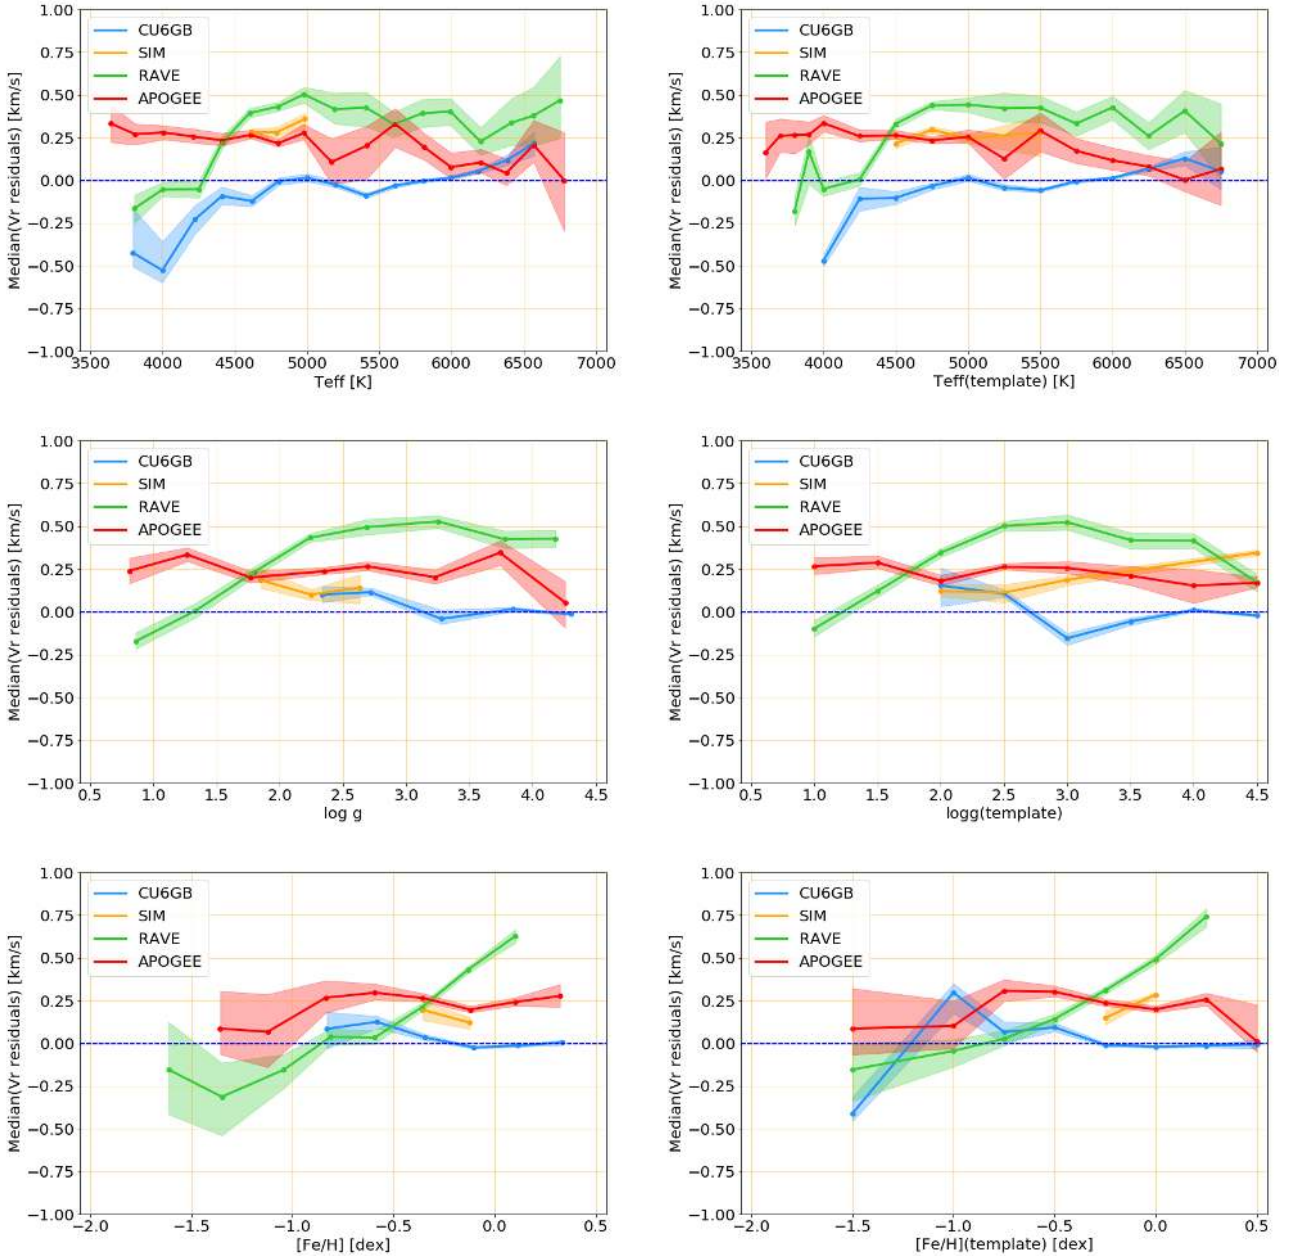 1.00
0.75
0.50
0.25
0.00
−0.25
−0.50
−0.75
−1.00
Median(Vr residuals) [km/s]
CU6GB
SIM
RAVE
APOGEE
3500 4000 4500 5000 5500 6000 6500 7000
Teff [K]
1.00
0.75
0.50
0.25
0.00
−0.25
−0.50
−0.75
−1.00
Median(Vr residuals) [km/s]
CU6GB
SIM
RAVE
APOGEE
3500 4000 4500 5000 5500 6000 6500 7000
Teff(template) [K]
1.00
0.75
0.50
0.25
0.00
−0.25
−0.50
−0.75
−1.00
Median(Vr residuals) [km/s]
CU6GB
SIM
RAVE
APOGEE
0.5 1.0 1.5 2.0 2.5 3.0 3.5 4.0 4.5
log g
1.00
0.75
0.50
0.25
0.00
−0.25
−0.50
−0.75
−1.00
Median(Vr residuals) [km/s]
CU6GB
SIM
RAVE
APOGEE
0.5 1.0 1.5 2.0 2.5 3.0 3.5 4.0 4.5
logg(template)
1.00
0.75
0.50
0.25
0.00
−0.25
−0.50
−0.75
−1.00
Median(Vr residuals) [km/s]
CU6GB
SIM
RAVE
APOGEE
−2.0 −1.5 −1.0 −0.5 0.0 0.5
[Fe/H] [dex]
1.00
0.75
0.50
0.25
0.00
−0.25
−0.50
−0.75
−1.00
Median(Vr residuals) [km/s]
CU6GB
SIM
RAVE
APOGEE
−2.0 −1.5 −1.0 −0.5 0.0 0.5
[Fe/H](template) [dex]